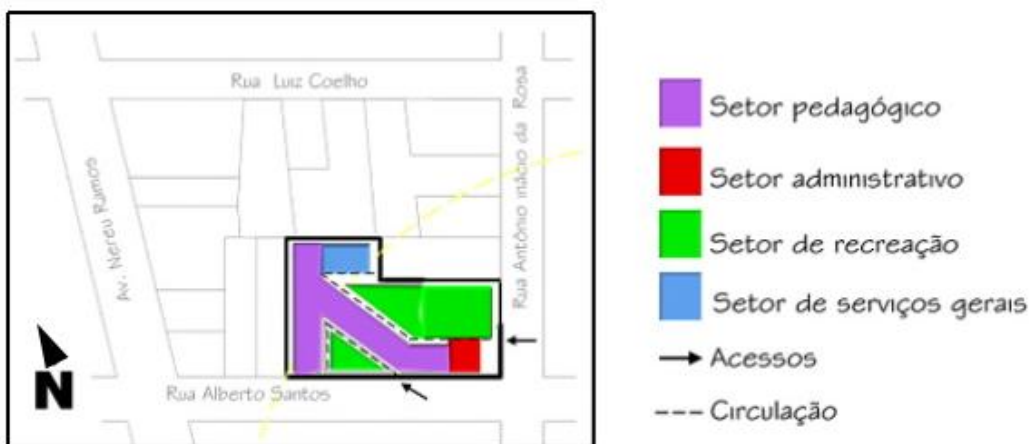 Rua Luiz Coelho
Av. Nereu Ramos
Rua Antônio Inácio da Rosa
Rua Alberto Santos
N
Setor pedagógico
Setor administrativo
Setor de recreação
Setor de serviços gerais
Acessos
Circulação